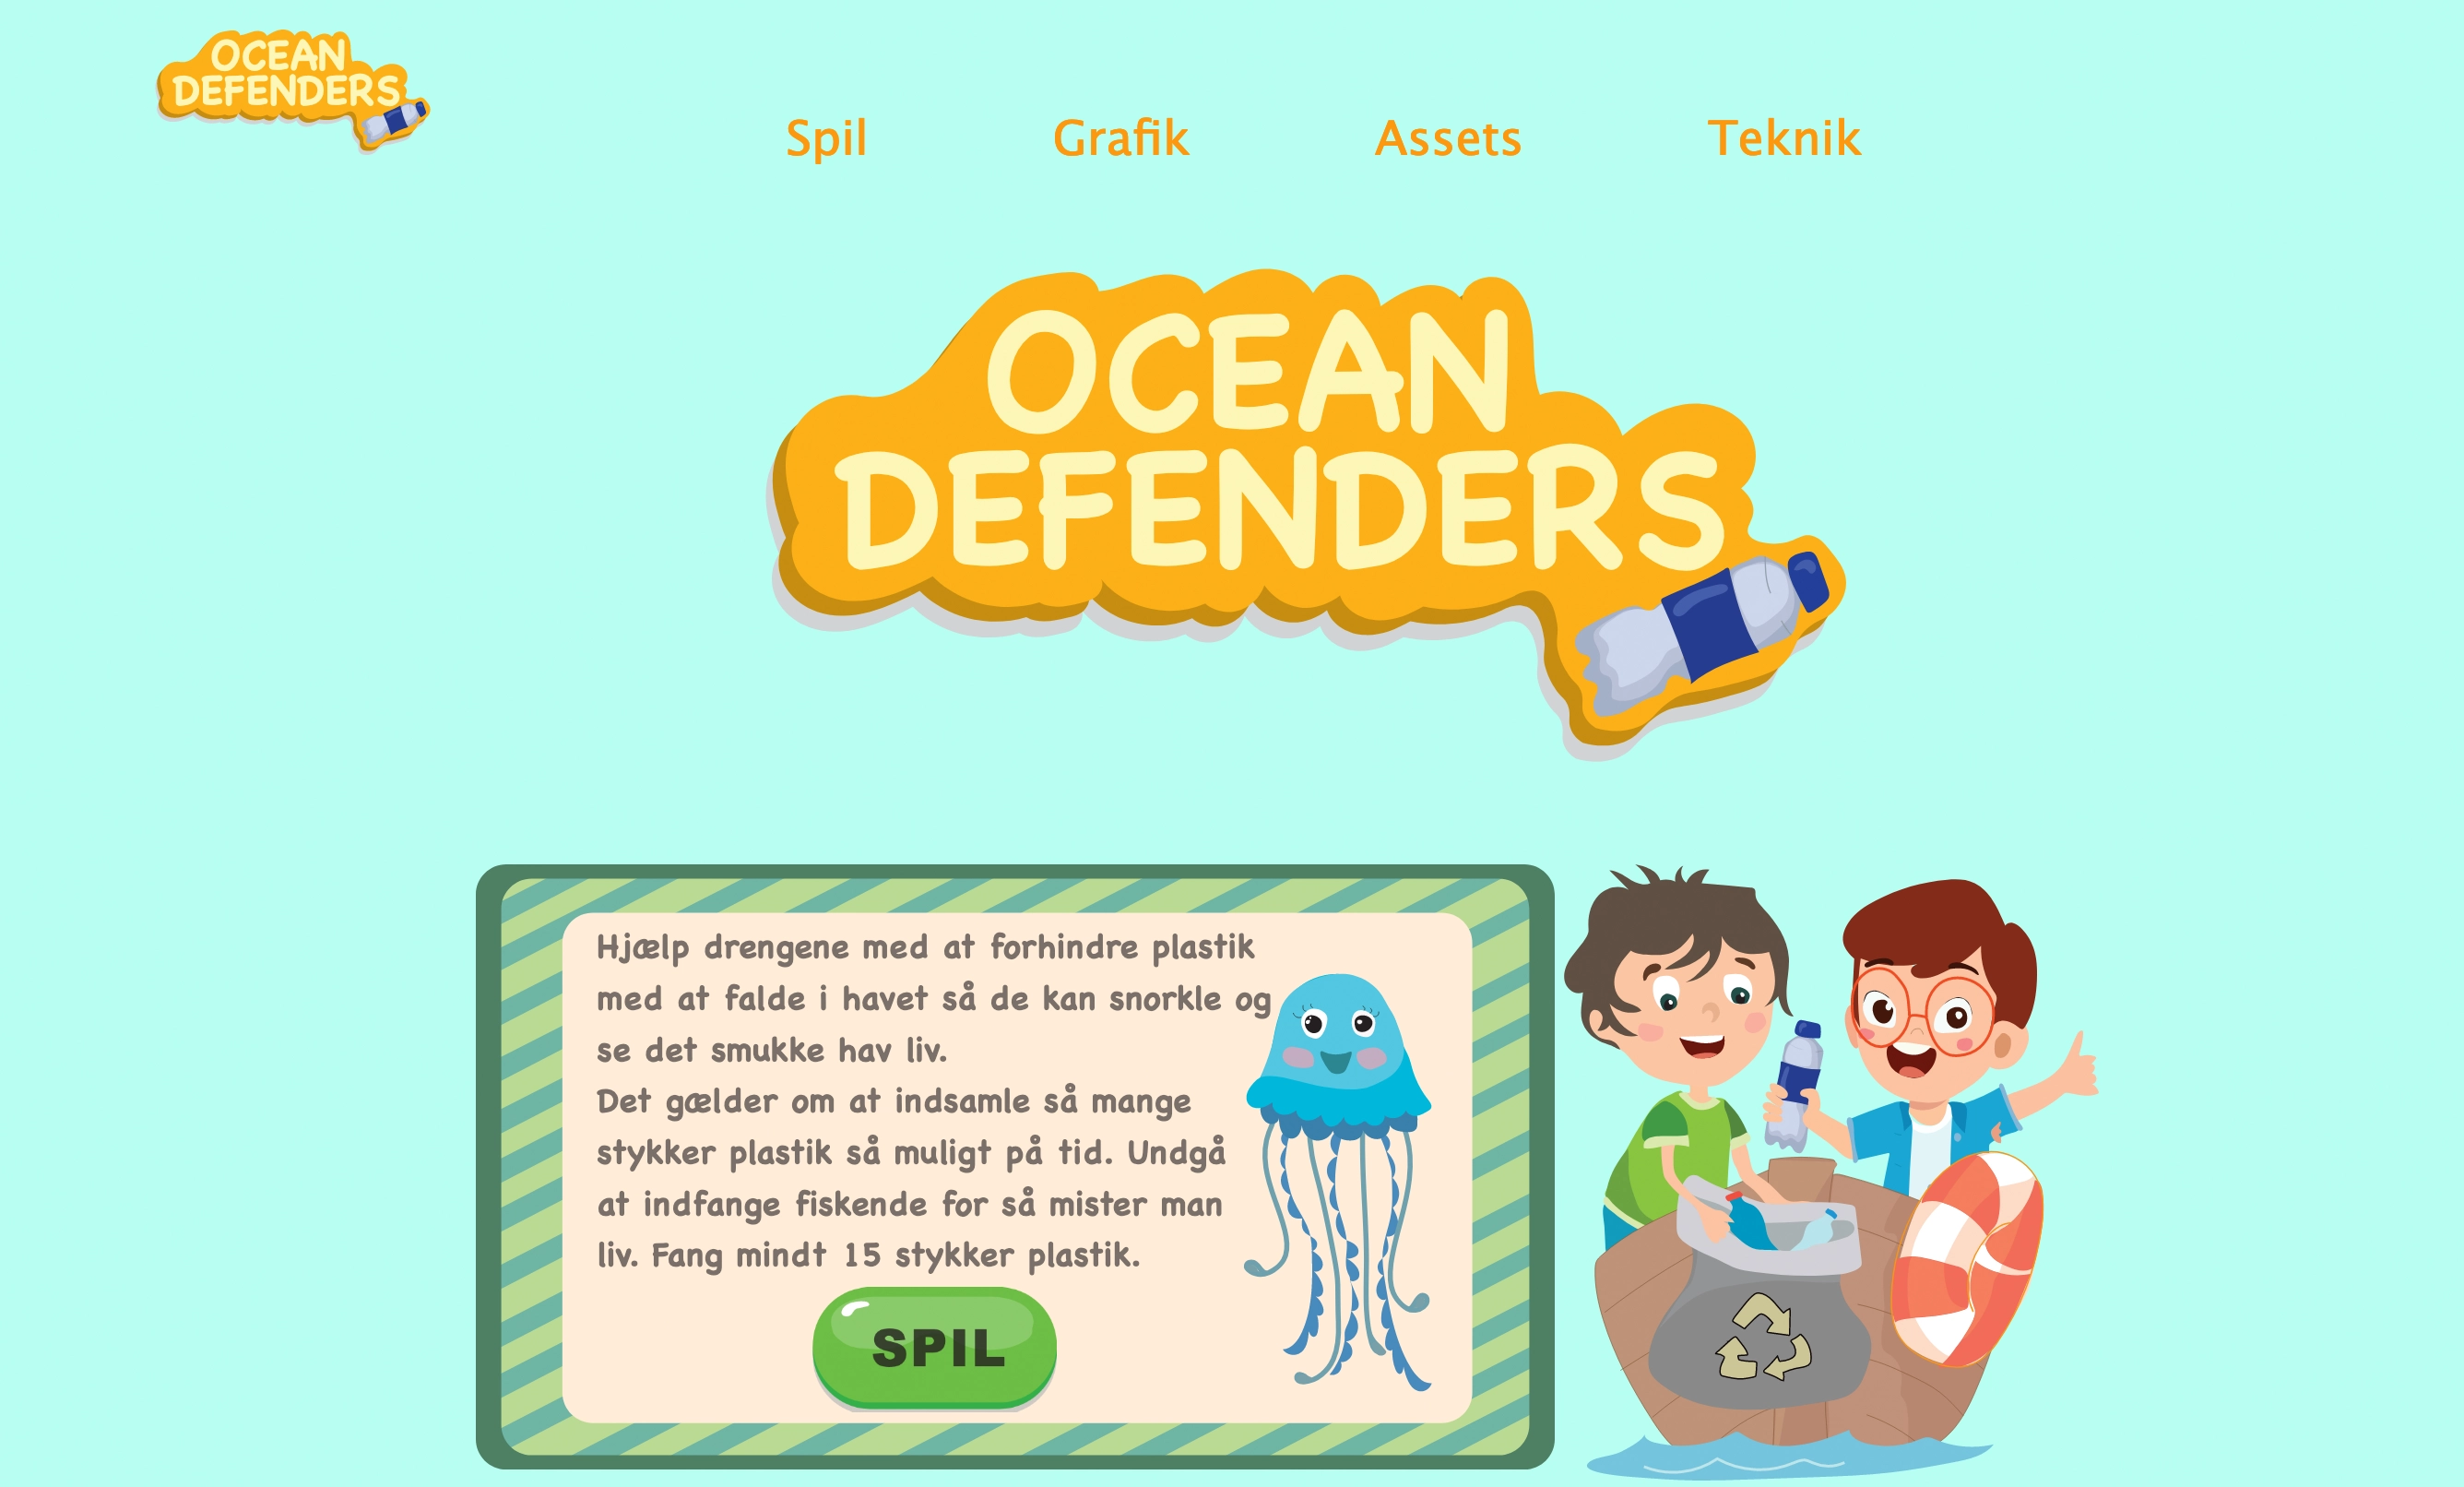 OCEAN
DEFENDERS
Spil Grafik Assets Teknik
OCEAN
DEFENDERS
Hjælp drengene med at forhindre plastik
med at falde i havet så de kan snorkle og
se det smukke hav liv.
Det gælder om at indsamle så mange
stykker plastik så muligt på tid. Undgå
at indfange fiskende for så mister man
liv. Fang mindt 15 stykker plastik.
SPIL